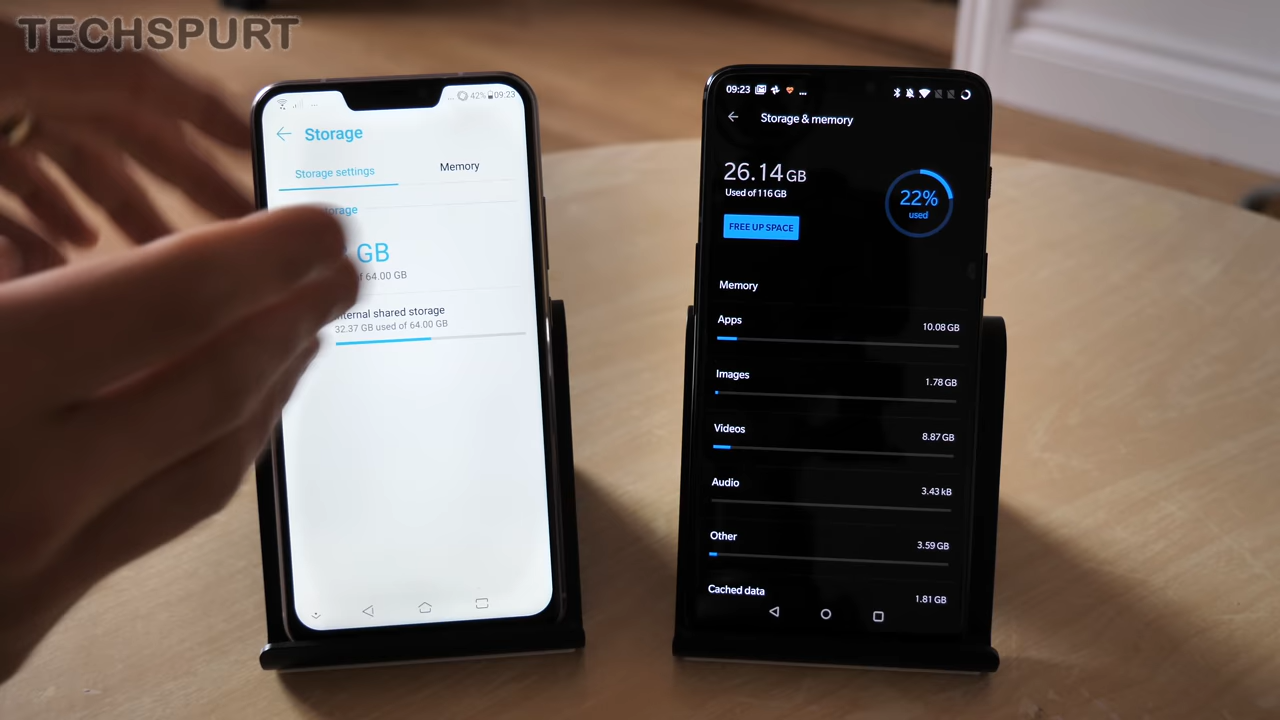 TECHSPURT
... 42% 09:23
Storage
Storage settings
Memory
GB
of 64.00 GB
Internal shared storage
32.37 GB used of 64.00 GB
09:23 ...
Storage & memory
26.14 GB
Used of 116 GB
22%
used
FREE UP SPACE
Memory
Apps
10.08 GB
Images
1.78 GB
Videos
8.87 GB
Audio
3.43 kB
Other
3.59 GB
Cached data
1.81 GB